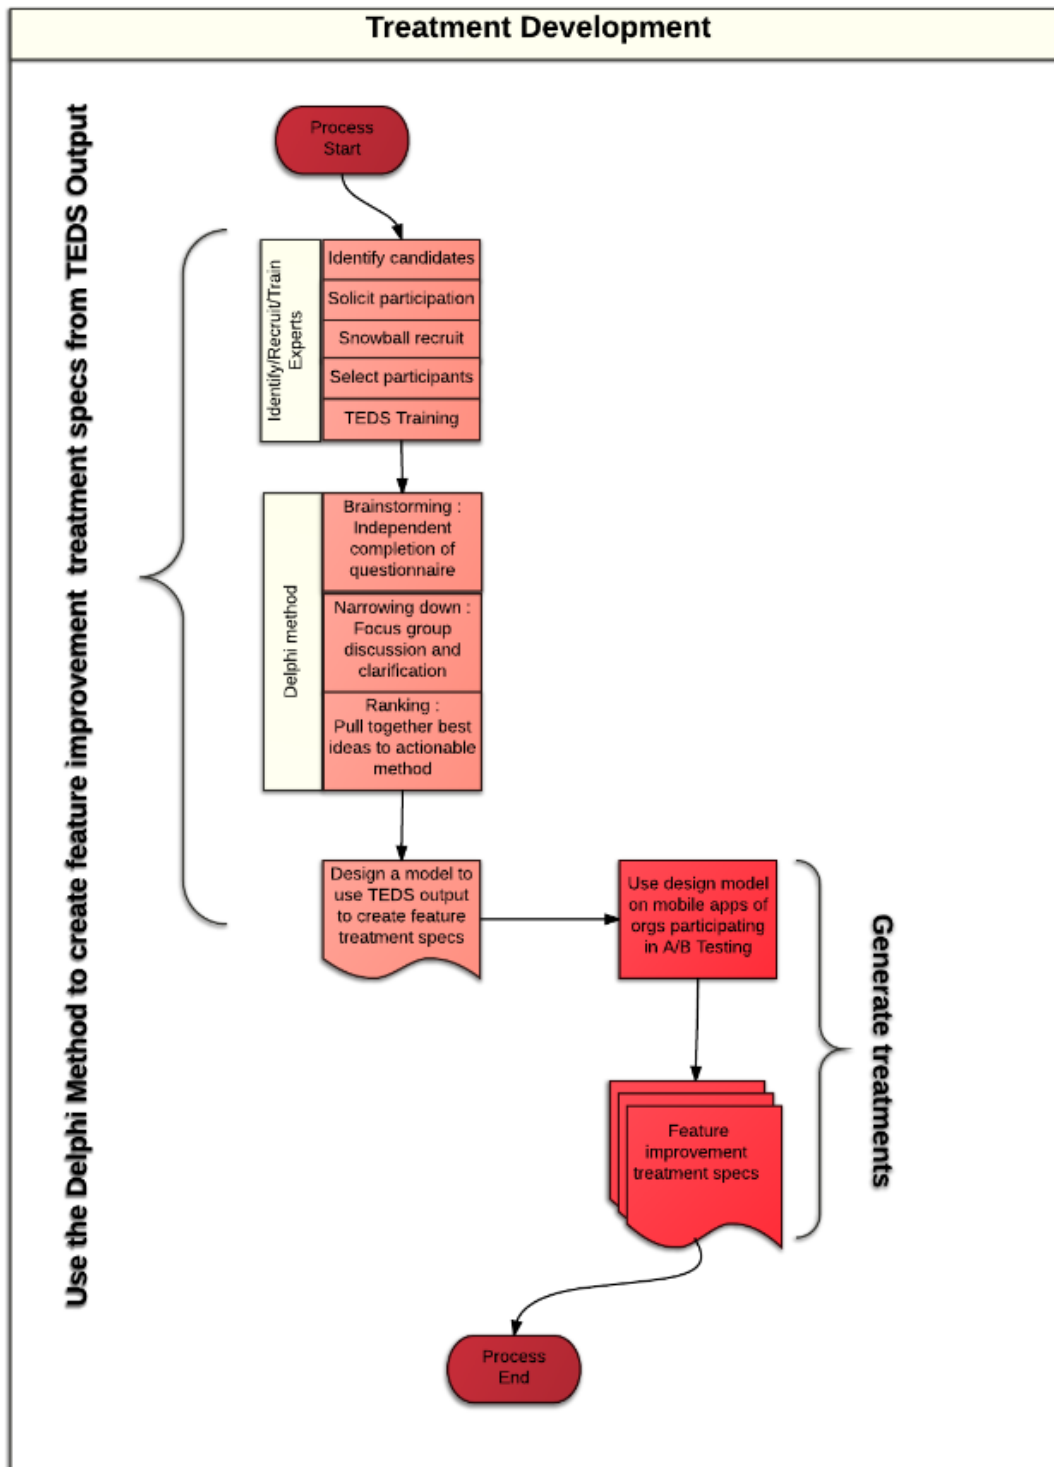 Treatment Development
Use the Delphi Method to create feature improvement treatment specs from TEDS Output
Process
Start
Identify/Recruit/Train
Experts
Identify candidates
Solicit participation
Snowball recruit
Select participants
TEDS Training
Delphi method
Brainstorming :
Independent
completion of
questionnaire
Narrowing down :
Focus group
discussion and
clarification
Ranking :
Pull together best
ideas to actionable
method
Design a model to
use TEDS output
to create feature
treatment specs
Use design model
on mobile apps of
orgs participating
in A/B Testing
Generate treatments
Feature
improvement
treatment specs
Process
End